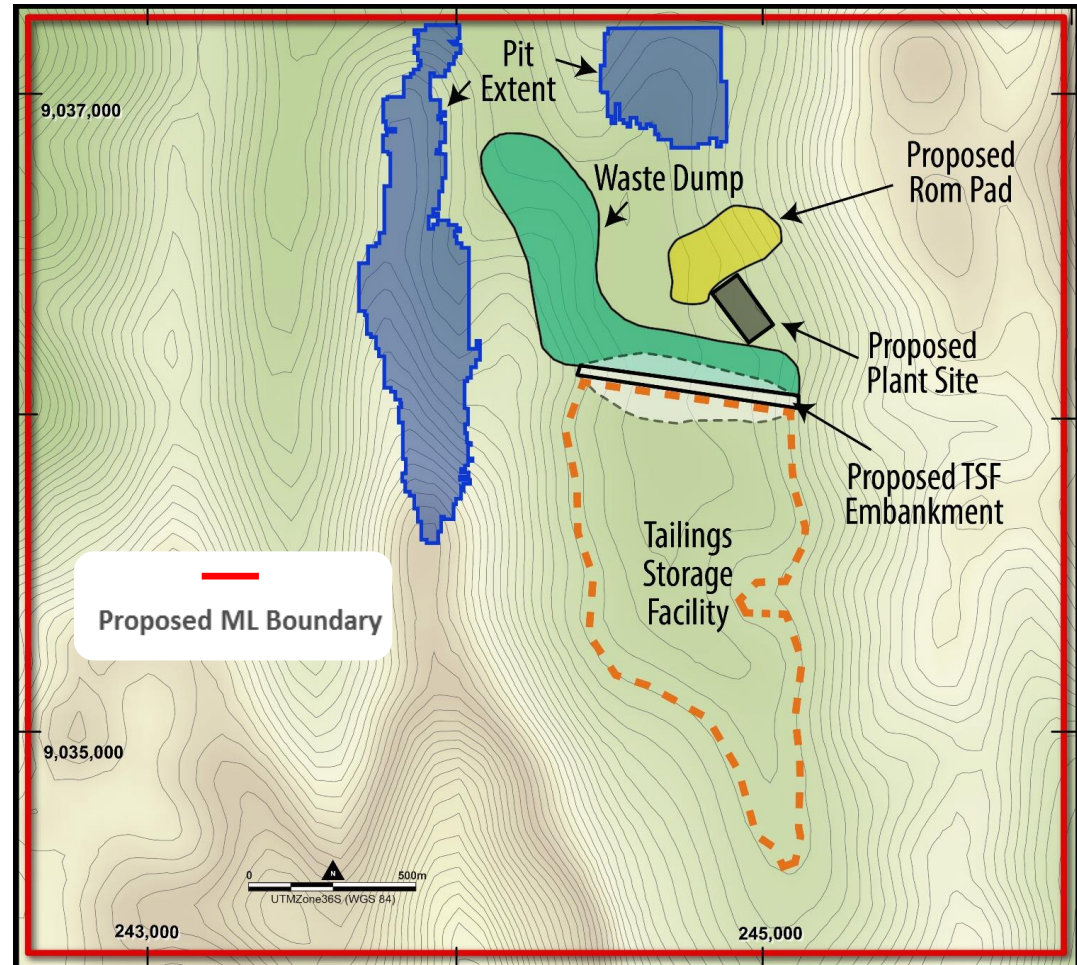 Pit
Extent
9,037,000
Proposed
Rom Pad
Waste Dump
Proposed
Plant Site
Proposed TSF
Embankment
Tailings
Storage
Facility
Proposed ML Boundary
9,035,000
N
0 500m
UTMZone36S (WGS 84)
243,000
245,000